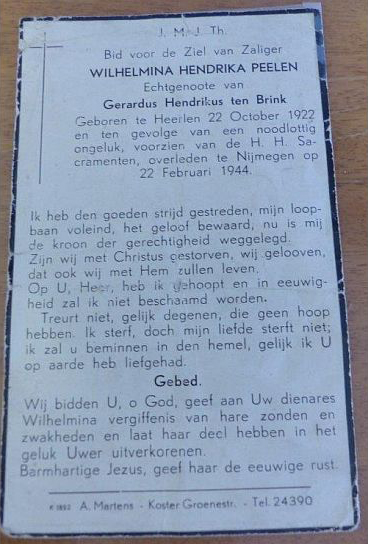 J. M. J. Th.
Bid voor de Ziel van Zaliger
WILHELMINA HENDRIKA PEELEN
Echtgenoote van
Gerardus Hendrikus ten Brink
Geboren te Heerlen 22 October 1922
en ten gevolge van een noodlottig
ongeluk, voorzien van de H. H. Sa-
cramenten, overleden te Nijmegen op
22 Februari 1944.
Ik heb den goeden strijd gestreden, mijn loop-
baan voleind, het geloof bewaard; nu is mij
de kroon der gerechtigheid weggelegd.
Zijn wij met Christus gestorven, wij gelooven,
dat ook wij met Hem zullen leven.
Op U, Heer, heb ik gehoopt en in eeuwig-
heid zal ik niet beschaamd worden.
Treurt niet, gelijk degenen, die geen hoop
hebben. Ik sterf, doch mijn liefde sterft niet;
ik zal u beminnen in den hemel, gelijk ik U
op aarde heb liefgehad.
Gebed.
Wij bidden U, o God, geef aan Uw dienares
Wilhelmina vergiffenis van hare zonden en
zwakheden en laat haar deel hebben in het
geluk Uwer uitverkorenen.
Barmhartige Jezus, geef haar de eeuwige rust.
A. Martens - Koster Groenestr. - Tel. 24390